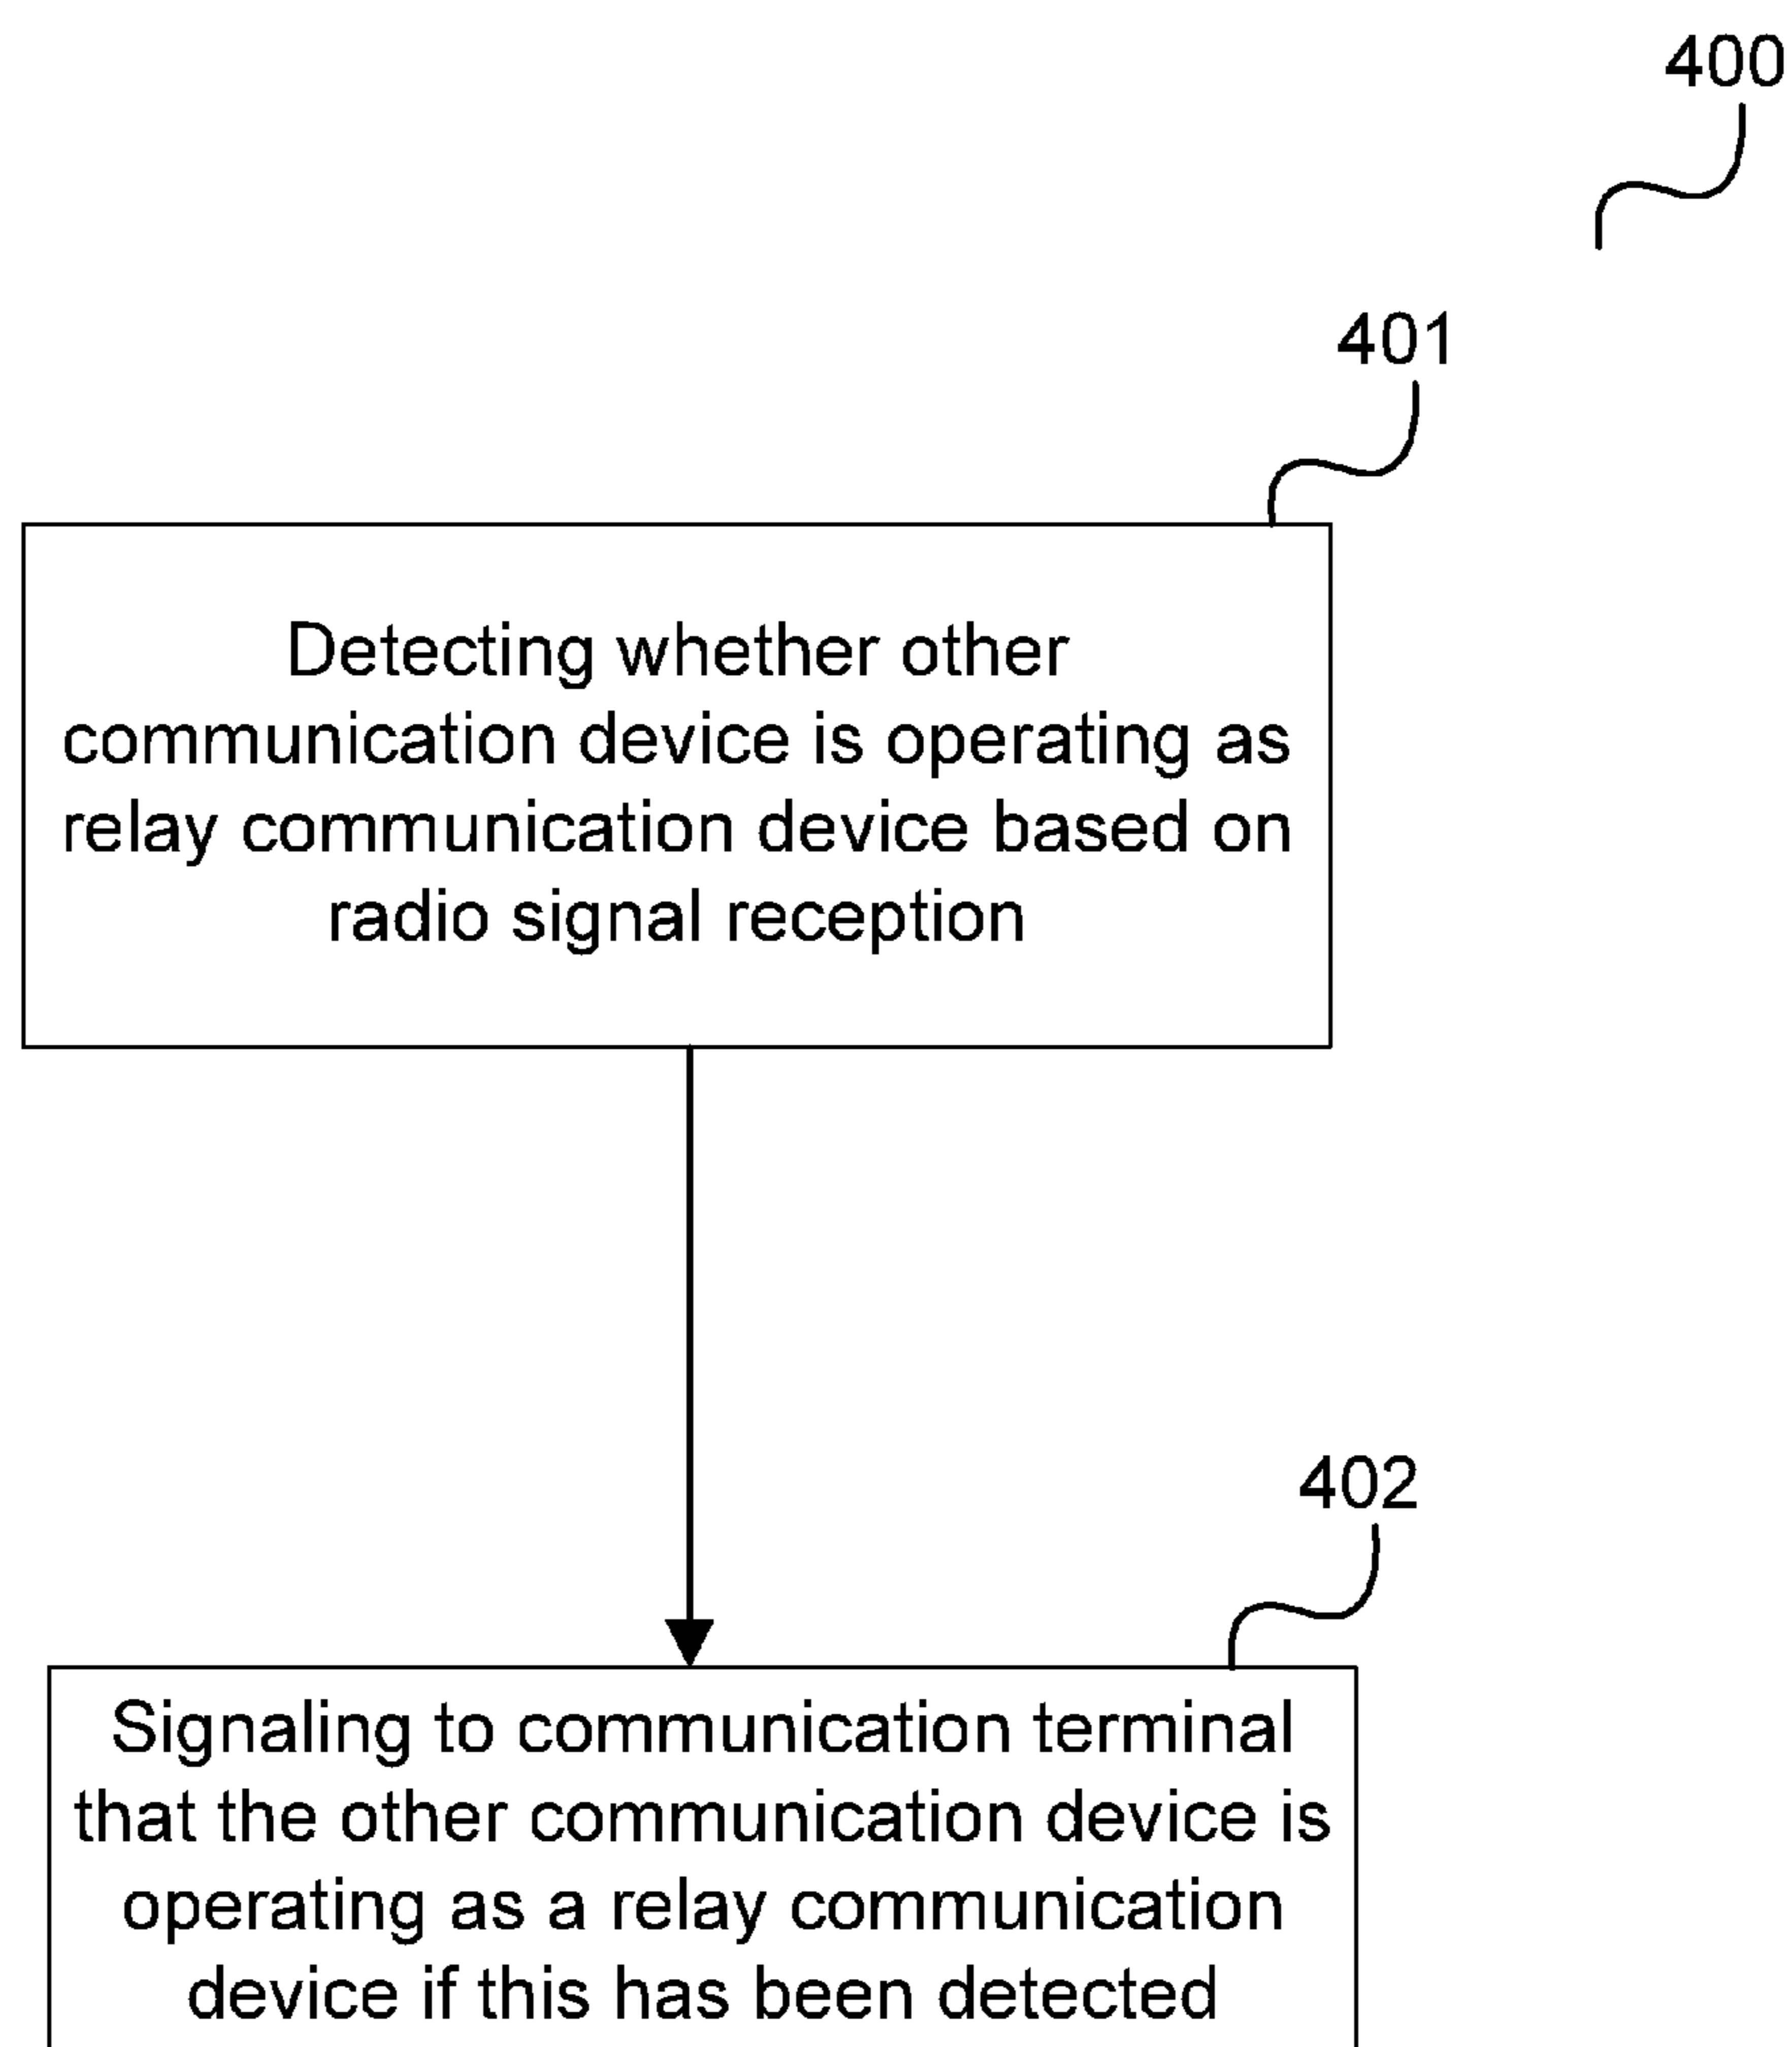 400
401
Detecting whether other
communication device is operating as
relay communication device based on
radio signal reception
402
Signaling to communication terminal
that the other communication device is
operating as a relay communication
device if this has been detected